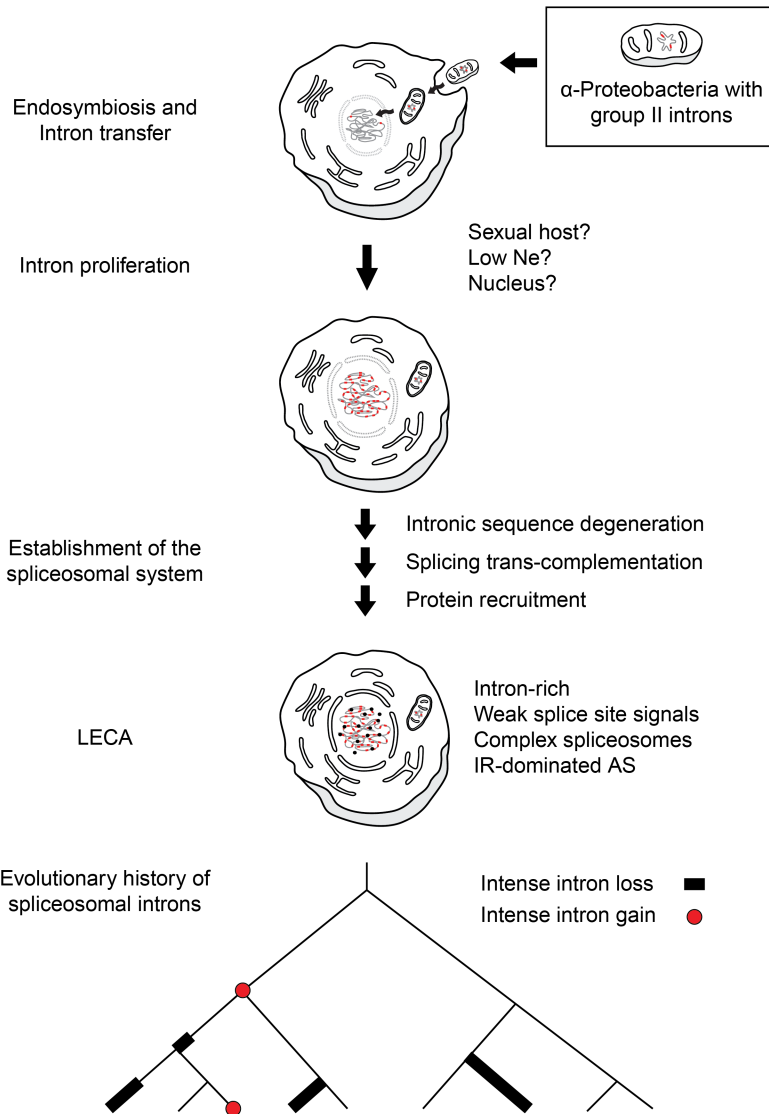 α-Proteobacteria with
group II introns
Endosymbiosis and
Intron transfer
Sexual host?
Low Ne?
Nucleus?
Intron proliferation
Intronic sequence degeneration
Establishment of the
spliceosomal system
Splicing trans-complementation
Protein recruitment
LECA
Intron-rich
Weak splice site signals
Complex spliceosomes
IR-dominated AS
Evolutionary history of
spliceosomal introns
Intense intron loss
Intense intron gain